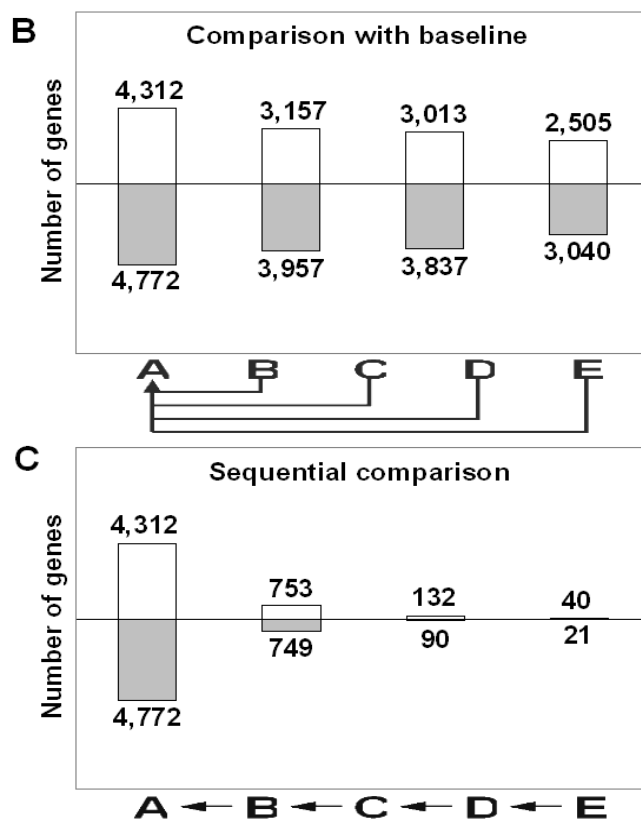 B
Comparison with baseline
Number of genes
4,312 3,157 3,013 2,505
4,772 3,957 3,837 3,040
A B C D E
C
Sequential comparison
Number of genes
4,312 753 132 40
4,772 749 90 21
A B C D E